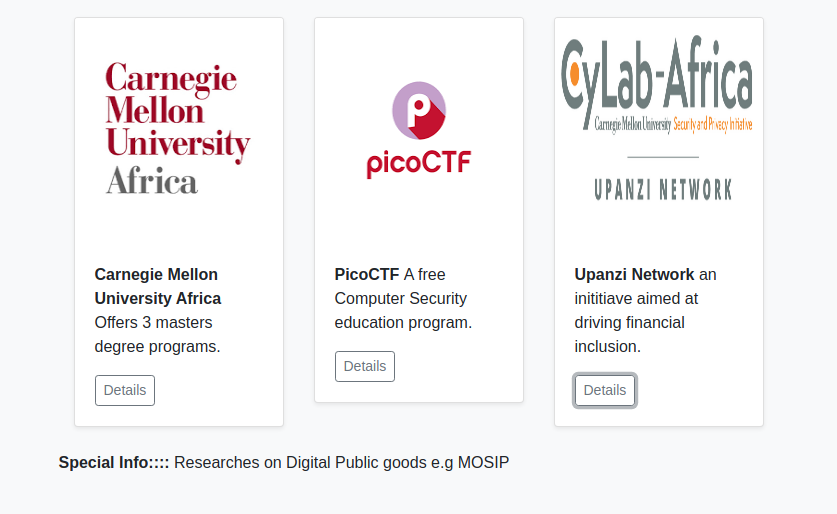 Carnegie
Mellon
University
Africa
Carnegie Mellon
University Africa
Offers 3 masters
degree programs.
Details
P
picoCTF
PicoCTF A free
Computer Security
education program.
Details
CyLab-Africa
Carnegie Mellon University Security and Privacy Initiative
UPANZI NETWORK
Upanzi Network an
inititiave aimed at
driving financial
inclusion.
Details
Special Info:::: Researches on Digital Public goods e.g MOSIP